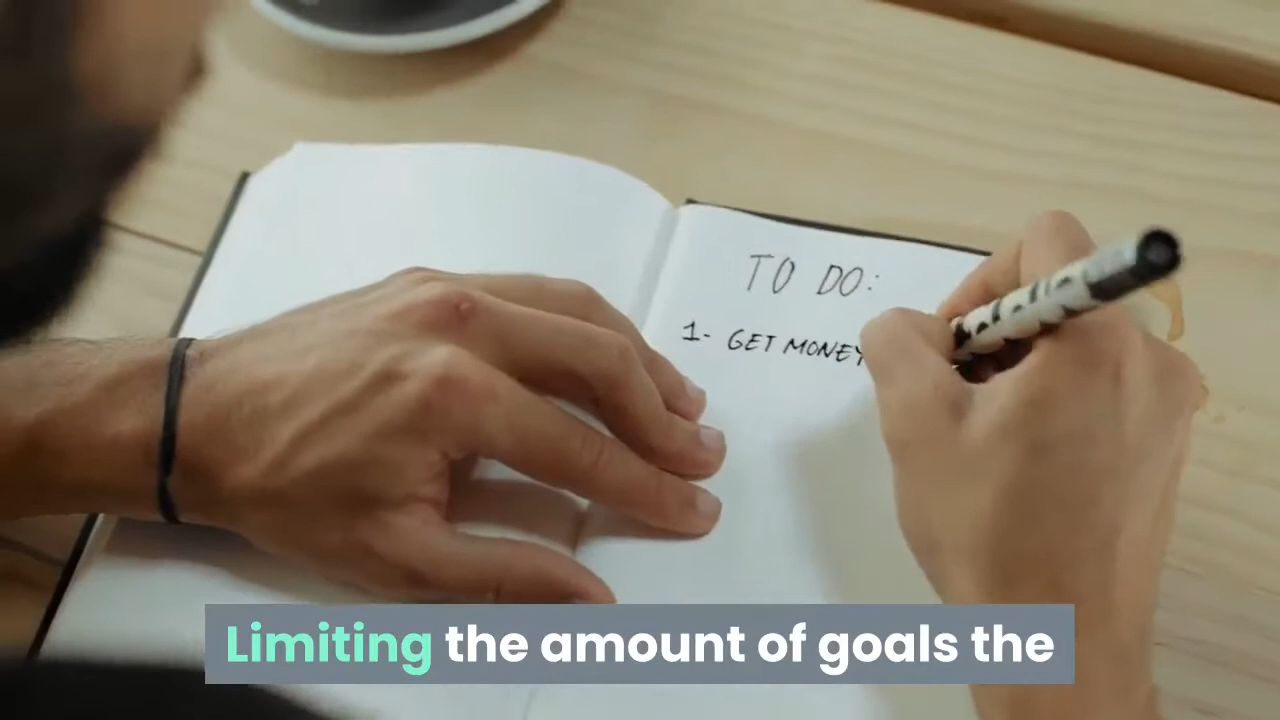 TO DO:
1- GET MONEY
Limiting the amount of goals the